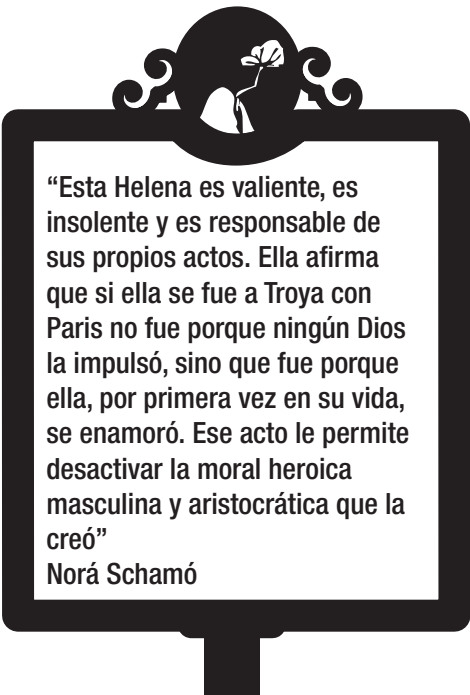 “Esta Helena es valiente, es
insolente y es responsable de
sus propios actos. Ella afirma
que si ella se fue a Troya con
Paris no fue porque ningún Dios
la impulsó, sino que fue porque
ella, por primera vez en su vida,
se enamoró. Ese acto le permite
desactivar la moral heroica
masculina y aristocrática que la
creó”
Norá Schamó